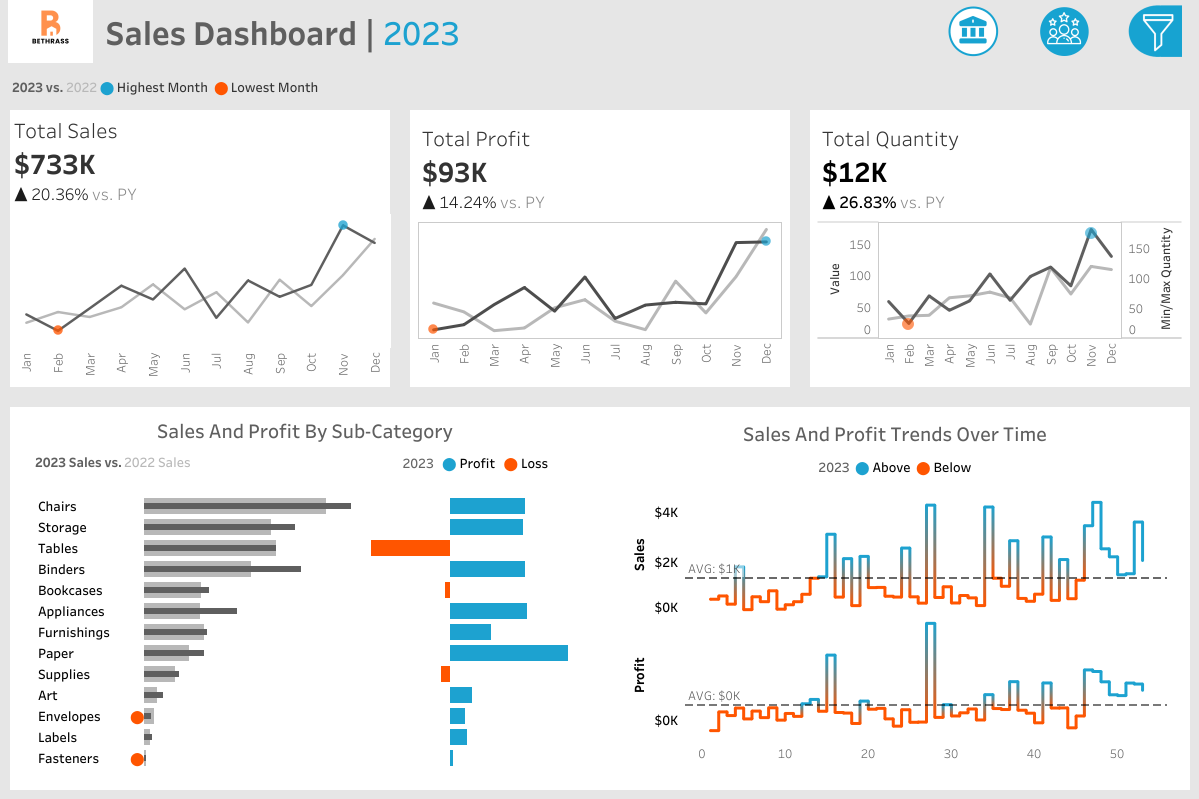 BETHRASS
Sales Dashboard | 2023
2023 vs. 2022 Highest Month Lowest Month
Total Sales
$733K
▲ 20.36% vs. PY
Jan Feb Mar Apr May Jun Jul Aug Sep Oct Nov Dec
Total Profit
$93K
▲ 14.24% vs. PY
Jan Feb Mar Apr May Jun Jul Aug Sep Oct Nov Dec
Total Quantity
$12K
▲ 26.83% vs. PY
Value
150
100
50
0
150
100
50
0
Min/Max Quantity
Jan Feb Mar Apr May Jun Jul Aug Sep Oct Nov Dec
Sales And Profit By Sub-Category
2023 Sales vs. 2022 Sales
2023 Profit Loss
Chairs
Storage
Tables
Binders
Bookcases
Appliances
Furnishings
Paper
Supplies
Art
Envelopes
Labels
Fasteners
Sales And Profit Trends Over Time
2023 Above Below
Sales
$4K
$2K
AVG: $1K
$0K
Profit
AVG: $0K
$0K
0 10 20 30 40 50